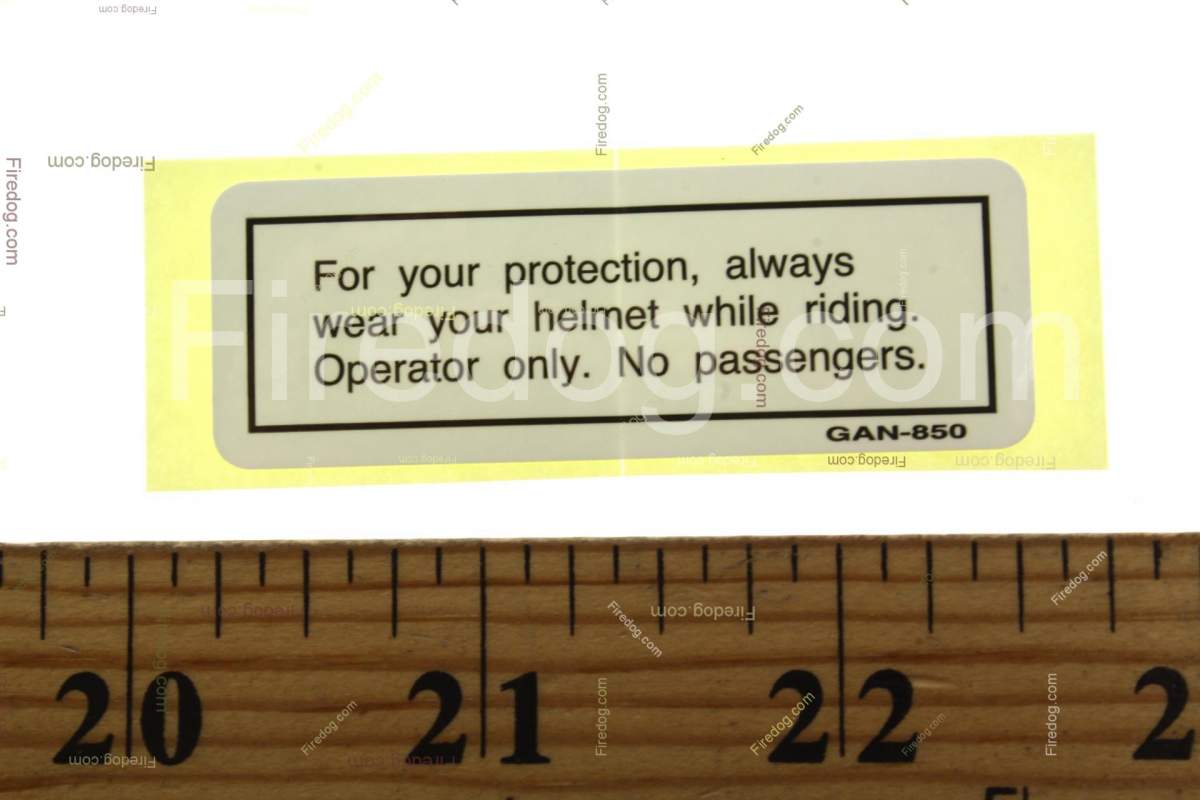 For your protection, always
wear your helmet while riding.
Operator only. No passengers.
GAN-850
Firedog.com
20 21 22 2